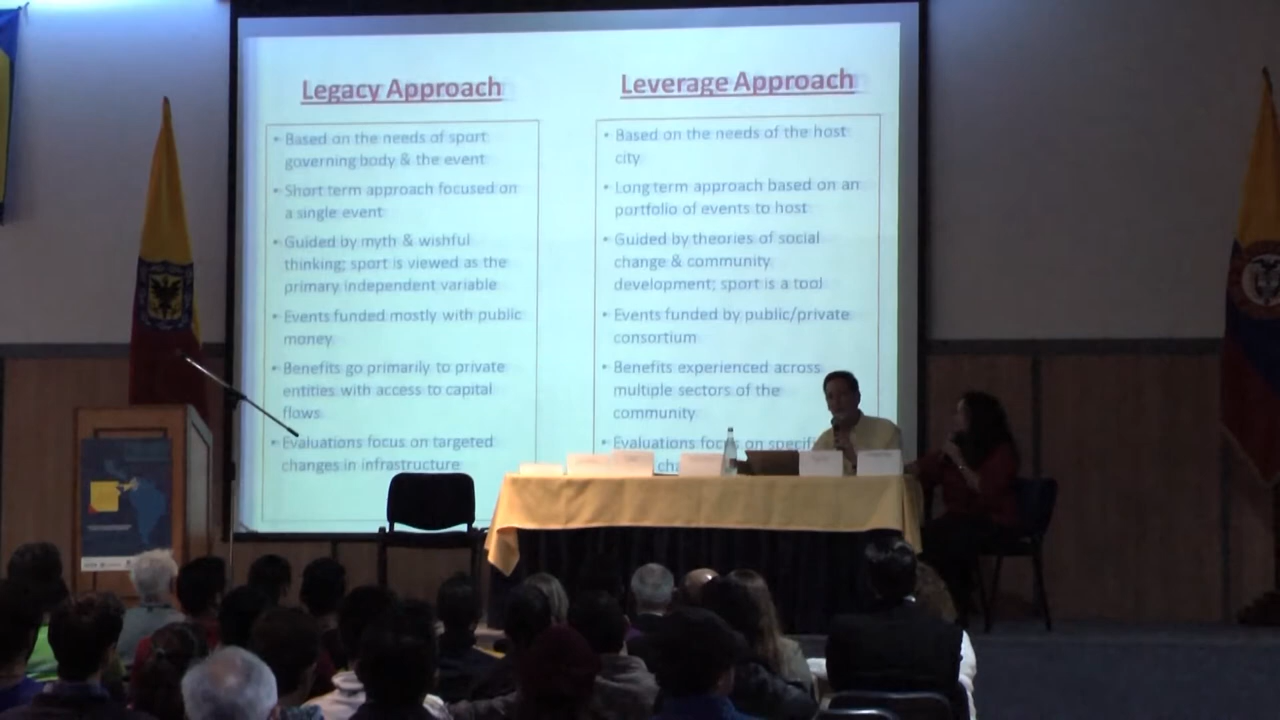 Legacy Approach
• Based on the needs of sport
governing body & the event
• Short term approach focused on
a single event
• Guided by myth & wishful
thinking; sport is viewed as the
primary independent variable
• Events funded mostly with public
money
• Benefits go primarily to private
entities with access to capital
flows
• Evaluations focus on targeted
changes in infrastructure
Leverage Approach
• Based on the needs of the host
city
• Long term approach based on an
portfolio of events to host
• Guided by theories of social
change & community
development; sport is a tool
• Events funded by public/private
consortium
• Benefits experienced across
multiple sectors of the
community
• Evaluations focus on specif
cha